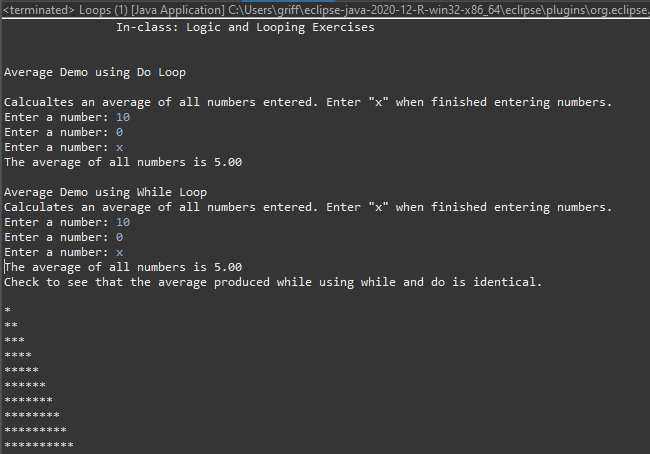 <terminated> Loops (1) [Java Application] C:\Users\griff\eclipse-java-2020-12-R-win32-x86_64\eclipse\plugins\org.eclipse.
In-class: Logic and Looping Exercises
Average Demo using Do Loop
Calcualtes an average of all numbers entered. Enter "x" when finished entering numbers.
Enter a number: 10
Enter a number: 0
Enter a number: x
The average of all numbers is 5.00
Average Demo using While Loop
Calculates an average of all numbers entered. Enter "x" when finished entering numbers.
Enter a number: 10
Enter a number: 0
Enter a number: x
The average of all numbers is 5.00
Check to see that the average produced while using while and do is identical.
*
**
***
****
*****
******
*******
********
*********
**********